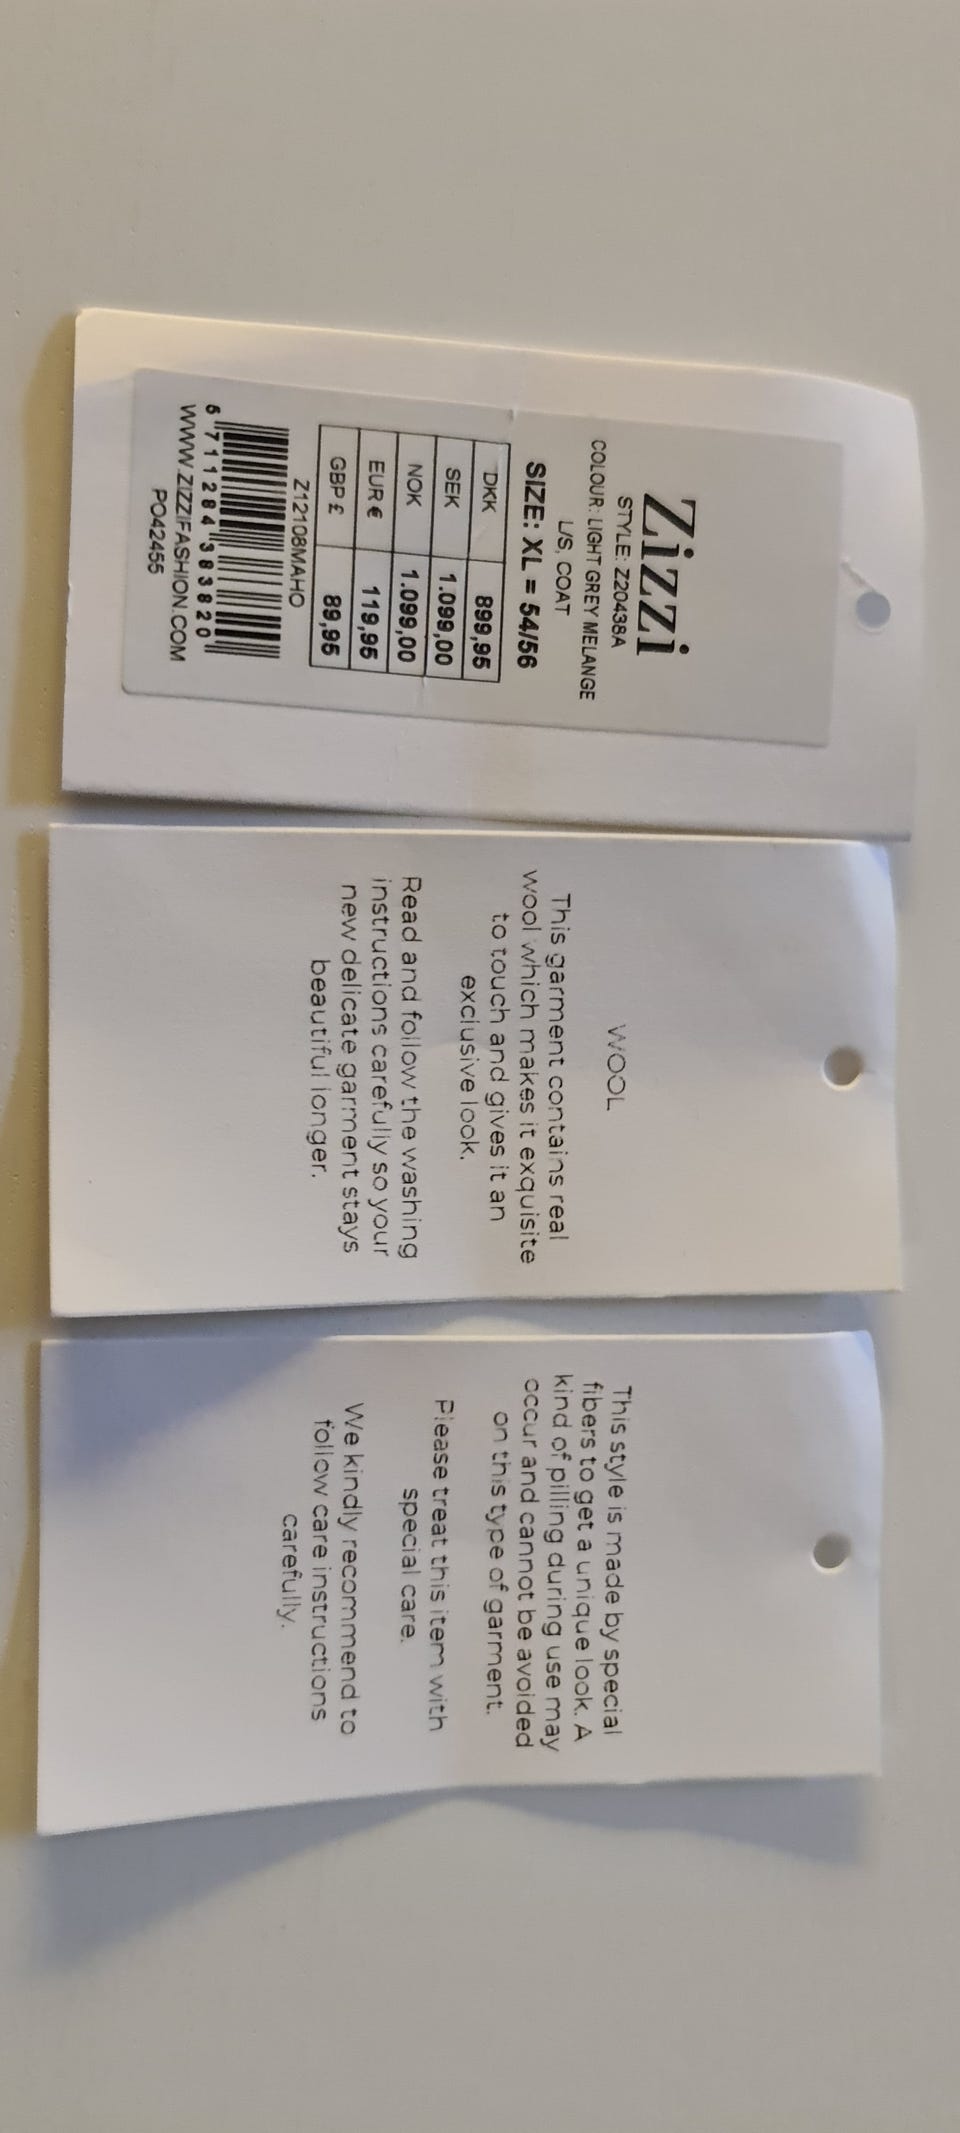 Zizzi
STYLE: Z20438A
COLOUR: LIGHT GREY MELANGE
L/S, COAT
SIZE: XL = 54/56
DKK 899,95
SEK 1.099,00
NOK 1.099,00
EUR € 119,95
GBP £ 89,95
Z12108MAHO
5 711284 383820
WWW.ZIZZIFASHION.COM
PO42455
WOOL
This garment contains real
wool which makes it exquisite
to touch and gives it an
exclusive look.
Read and follow the washing
instructions carefully so your
new delicate garment stays
beautiful longer.
This style is made by special
fibers to get a unique look. A
kind of pilling during use may
occur and cannot be avoided
on this type of garment.
Please treat this item with
special care.
We kindly recommend to
follow care instructions
carefully.